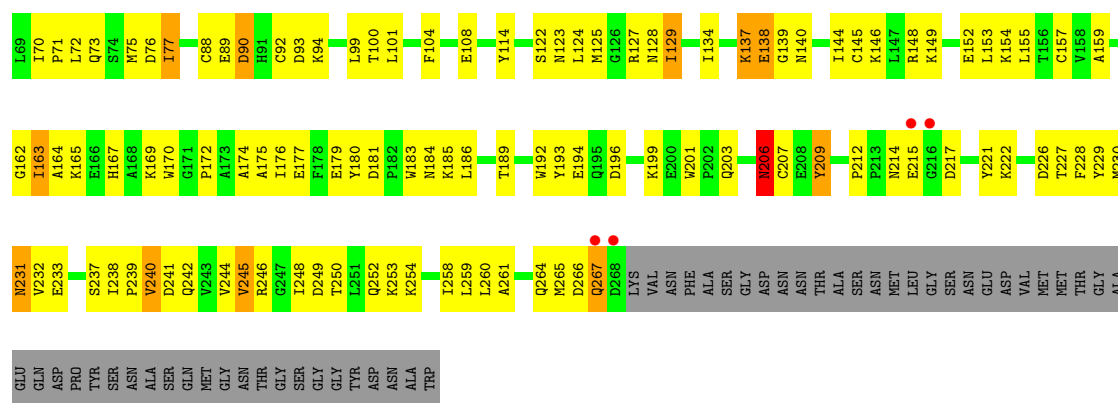 L69 I70 P71 L72 Q73 S74 M75 D76 I77 C88 E89 D90 H91 C92 D93 K94 L99 T100 L101 F104 E108 Y114 S122 N123 L124 M125 G126 R127 N128 I129 I134 K137 E138 G139 N140 I144 C145 K146 L147 R148 K149 E152 L153 K154 L155 T156 C157 V158 A159
G162 I163 A164 K165 E166 H167 A168 K169 W170 G171 P172 A173 A174 A175 I176 E177 F178 E179 Y180 D181 P182 W183 N184 K185 L186 T189 W192 Y193 E194 Q195 D196 K199 E200 W201 P202 Q203 N206 C207 E208 Y209 P212 P213 N214 E215 G216 D217 Y221 K222 D226 T227 F228 Y229 M230
N231 V232 E233 S237 I238 P239 V240 D241 Q242 V243 V244 V245 R246 G247 I248 D249 T250 L251 Q252 K253 K254 I258 L259 L260 A261 Q264 M265 D266 Q267 D268 LYS VAL ASN PHE ALA SER GLY ASP ASN ASN THR ALA SER ASN MET LEU GLY SER ASN GLU ASP VAL MET MET THR GLY ALA
GLU GLN ASP PRO TYR SER ASN ALA SER GLN MET GLY ASN THR GLY SER GLY GLY TYR ASP ASN ALA TRP